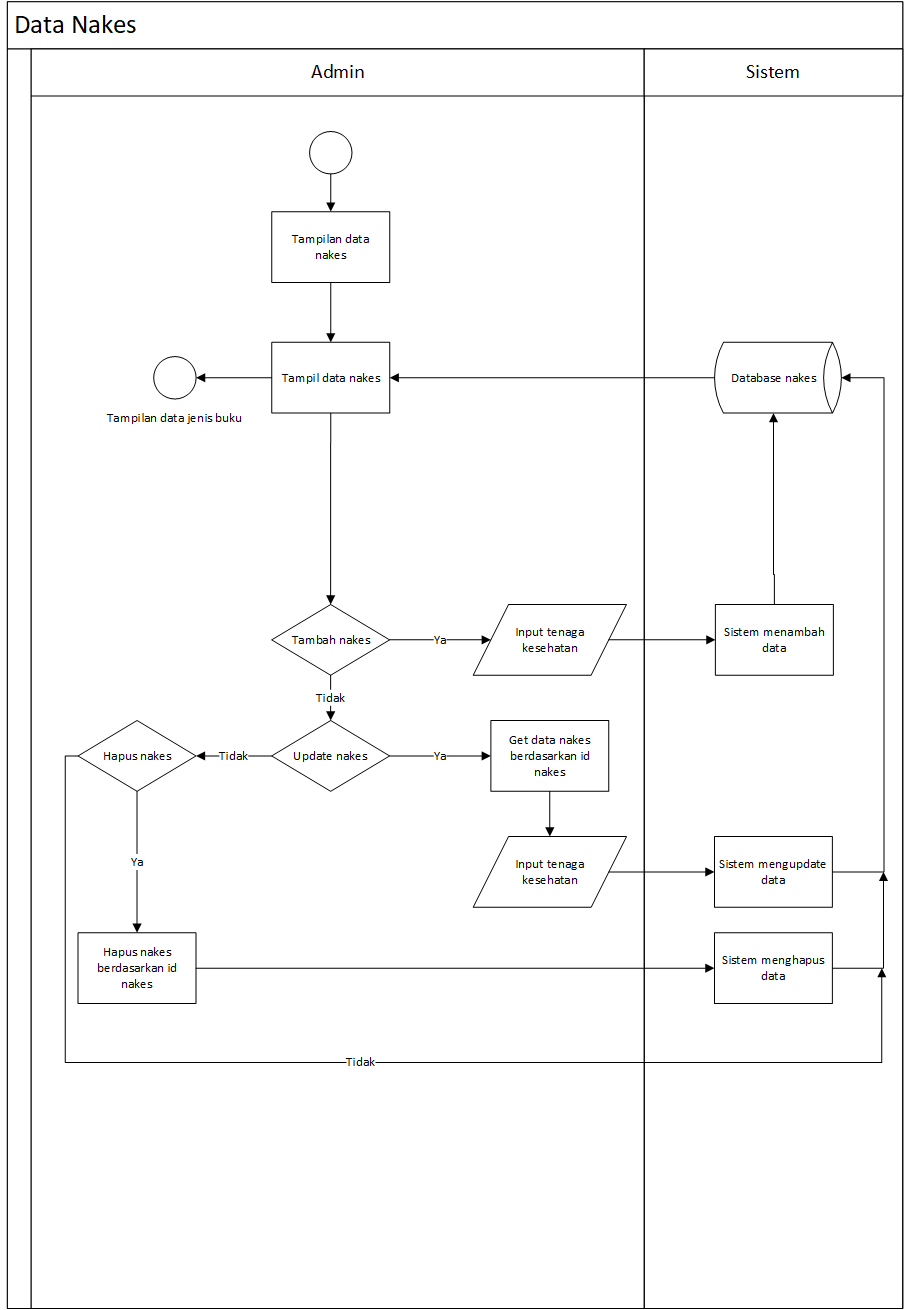 Data Nakes
Admin
Sistem
Tampilan data
nakes
Tampil data nakes
Database nakes
Tampilan data jenis buku
Tambah nakes
Ya
Input tenaga
kesehatan
Sistem menambah
data
Tidak
Hapus nakes
Tidak
Update nakes
Ya
Get data nakes
berdasarkan id
nakes
Ya
Input tenaga
kesehatan
Sistem mengupdate
data
Hapus nakes
berdasarkan id
nakes
Sistem menghapus
data
Tidak